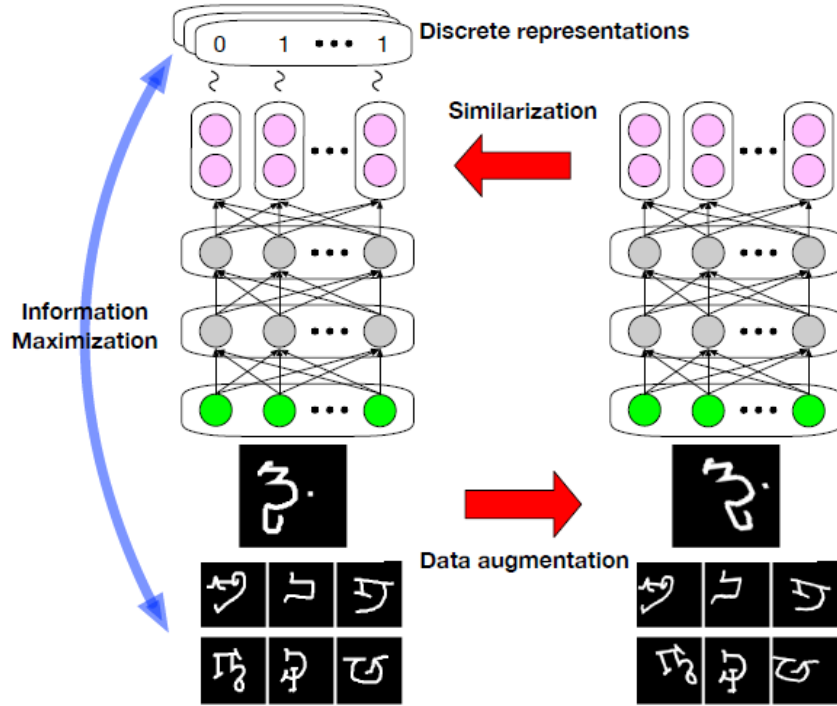 0 1 ••• 1
Discrete representations
Similarization
Information
Maximization
Data augmentation